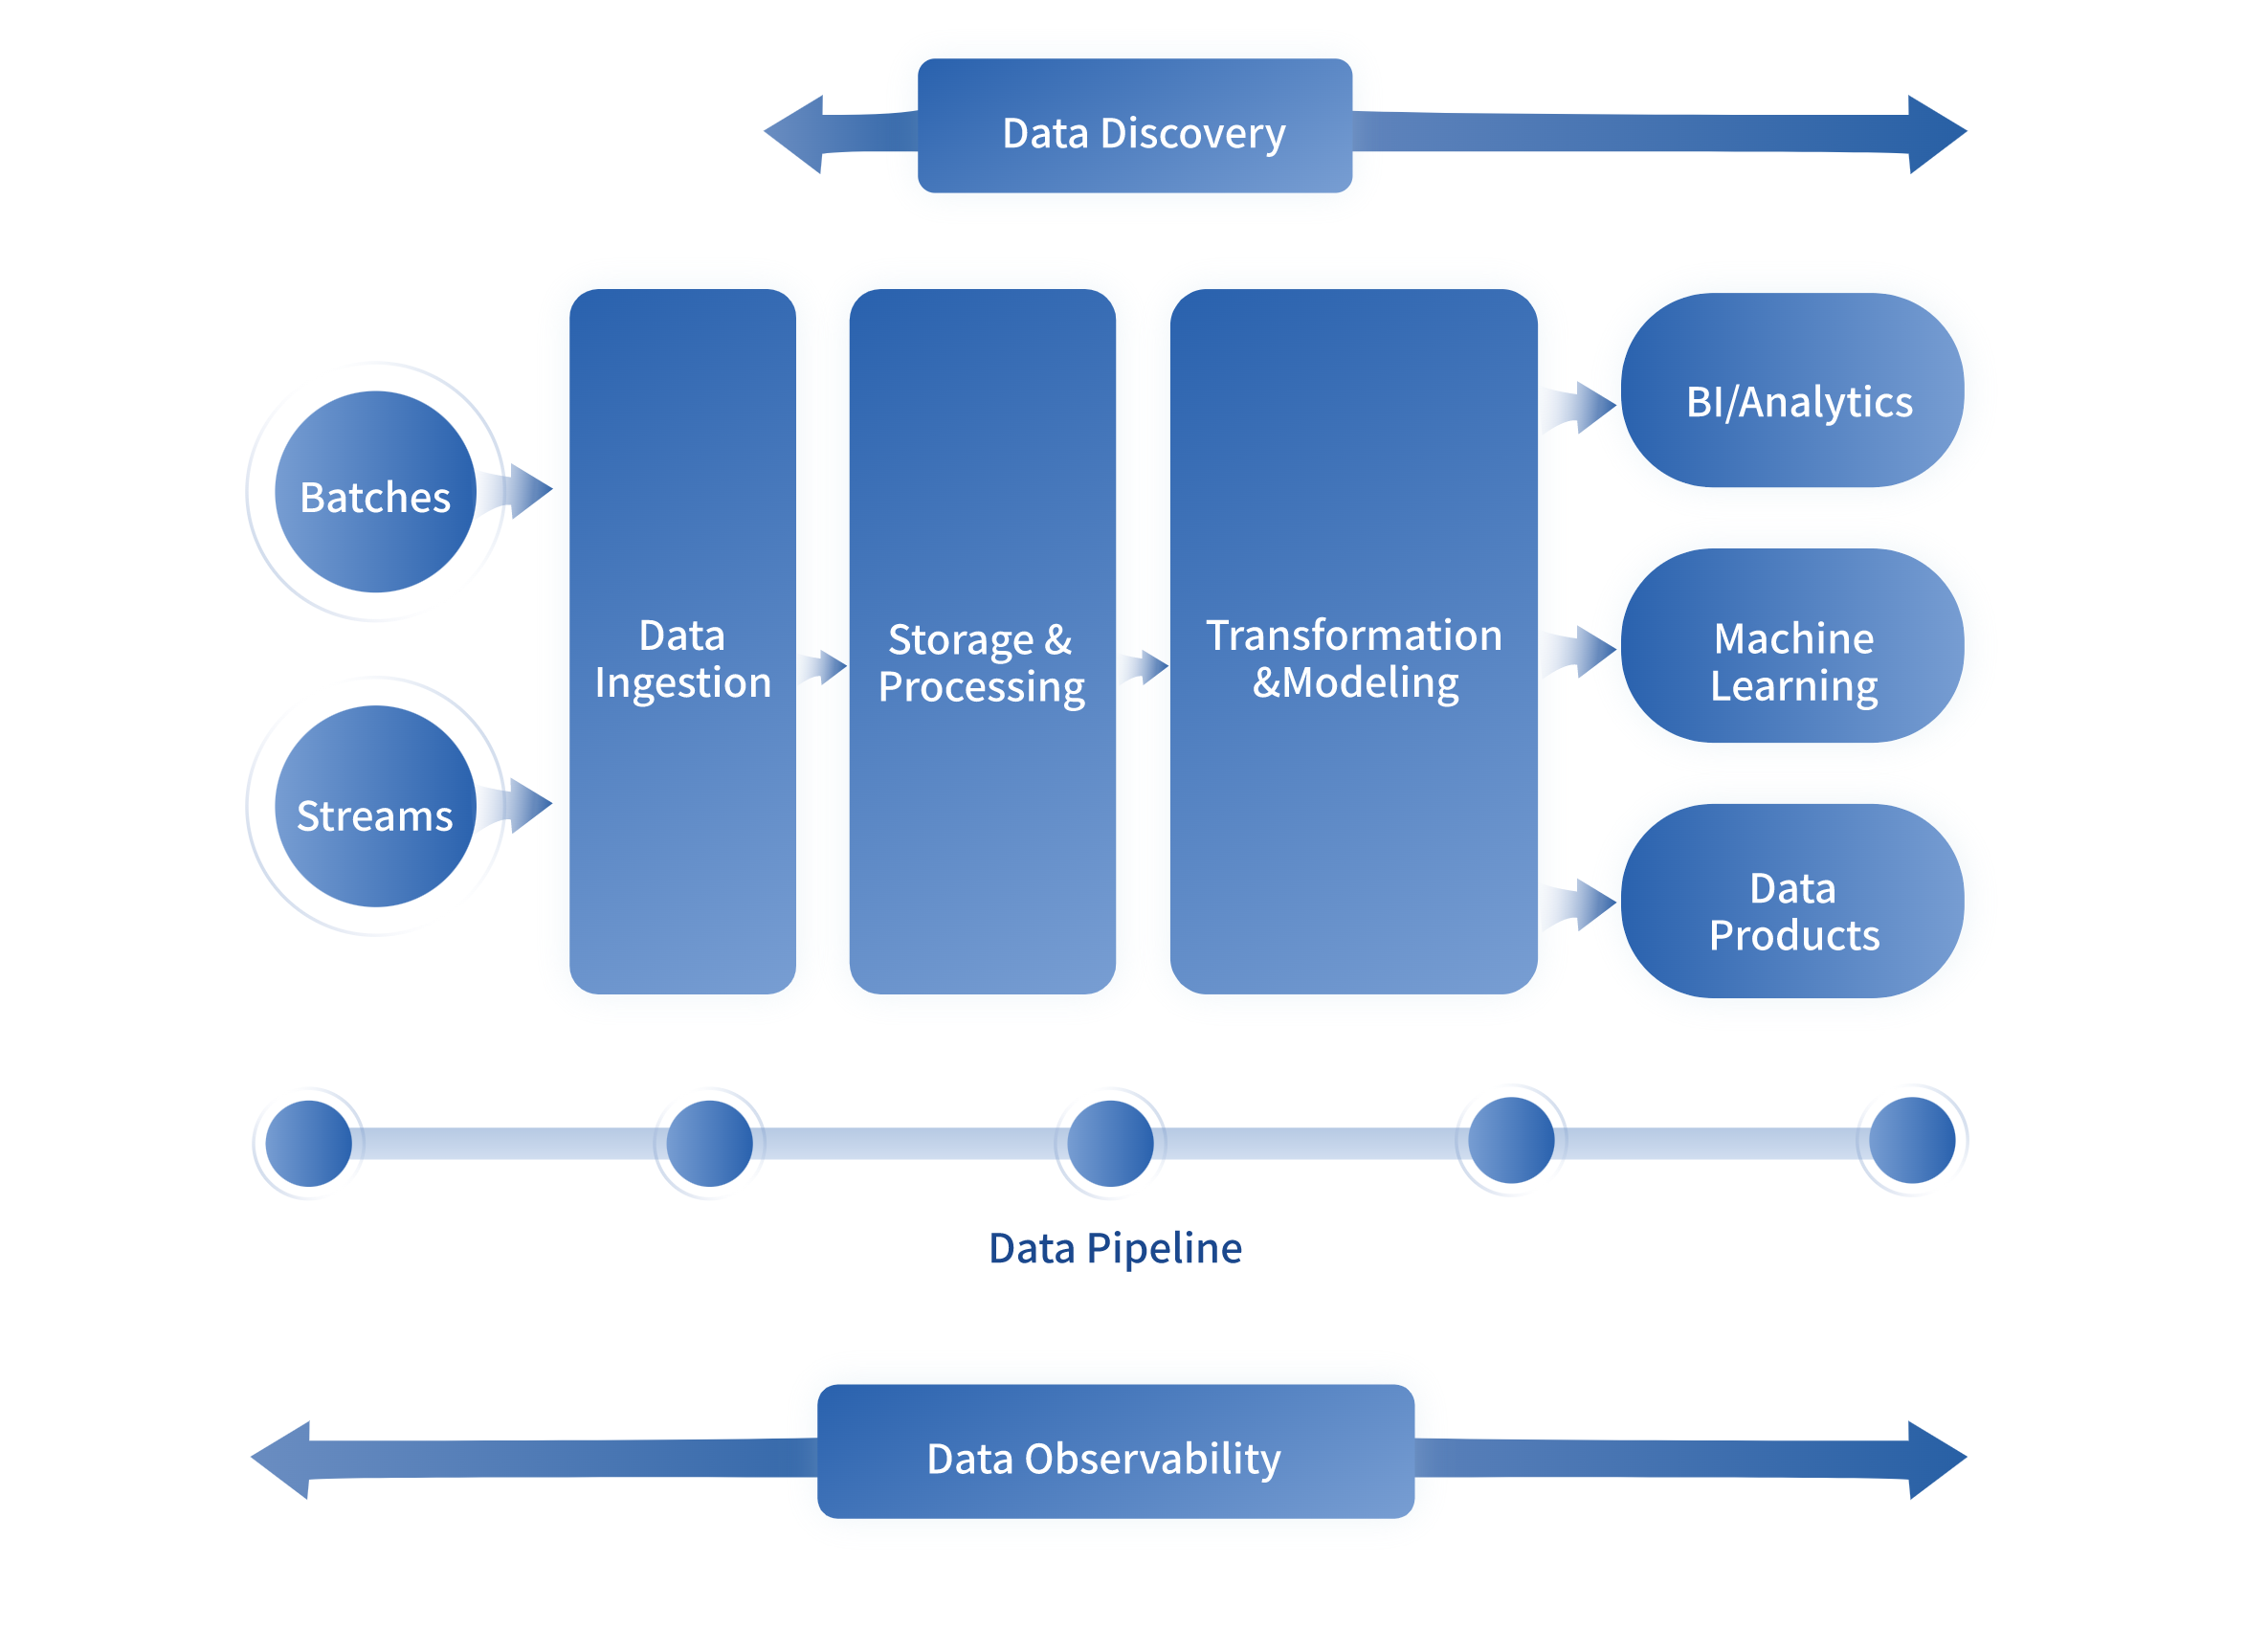 Data Discovery
Batches
Streams
Data
Ingestion
Storage &
Processing
Transformation
&Modeling
BI/Analytics
Machine
Learning
Data
Products
Data Pipeline
Data Observability